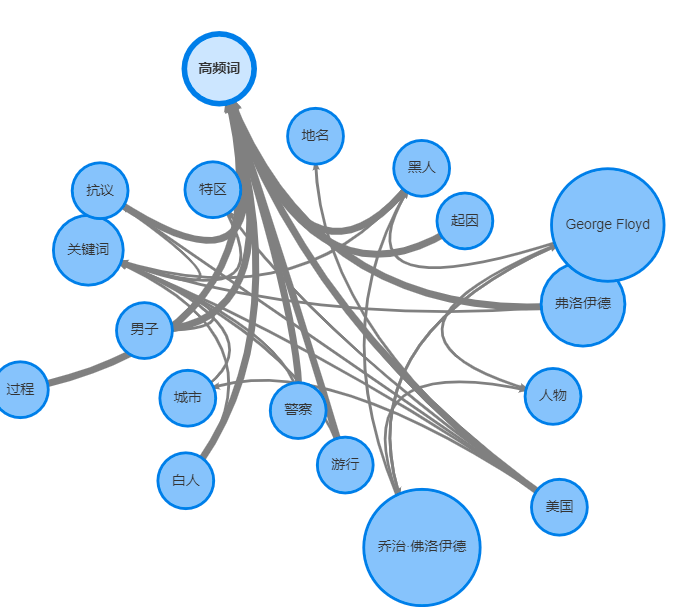 高频词
地名
黑人
抗议
特区
起因
George Floyd
关键词
弗洛伊德
男子
过程
城市
警察
人物
游行
白人
美国
乔治·佛洛伊德